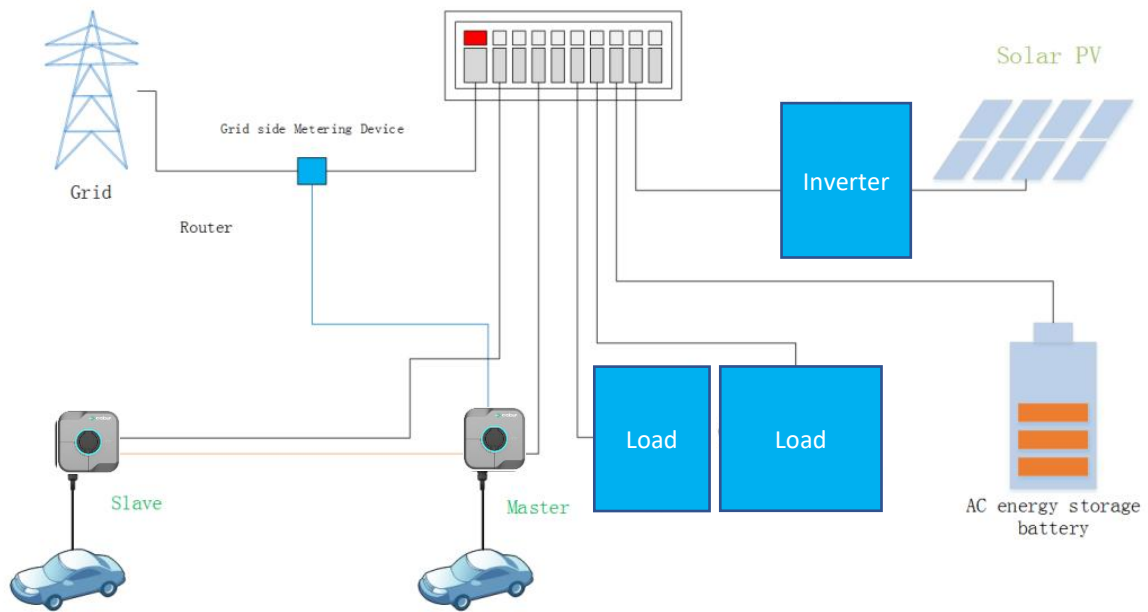 Solar PV
Grid side Metering Device
Inverter
Grid
Router
Load
Load
Slave
Master
AC energy storage
battery